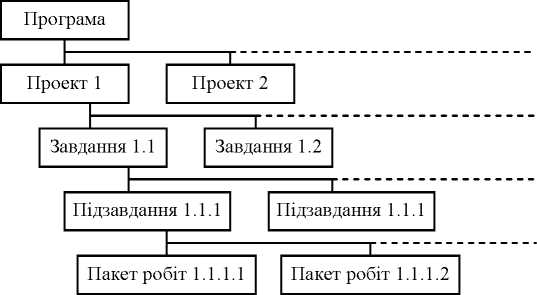 Програма
Проект 1
Проект 2
Завдання 1.1
Завдання 1.2
Підзавдання 1.1.1
Підзавдання 1.1.1
Пакет робіт 1.1.1.1
Пакет робіт 1.1.1.2